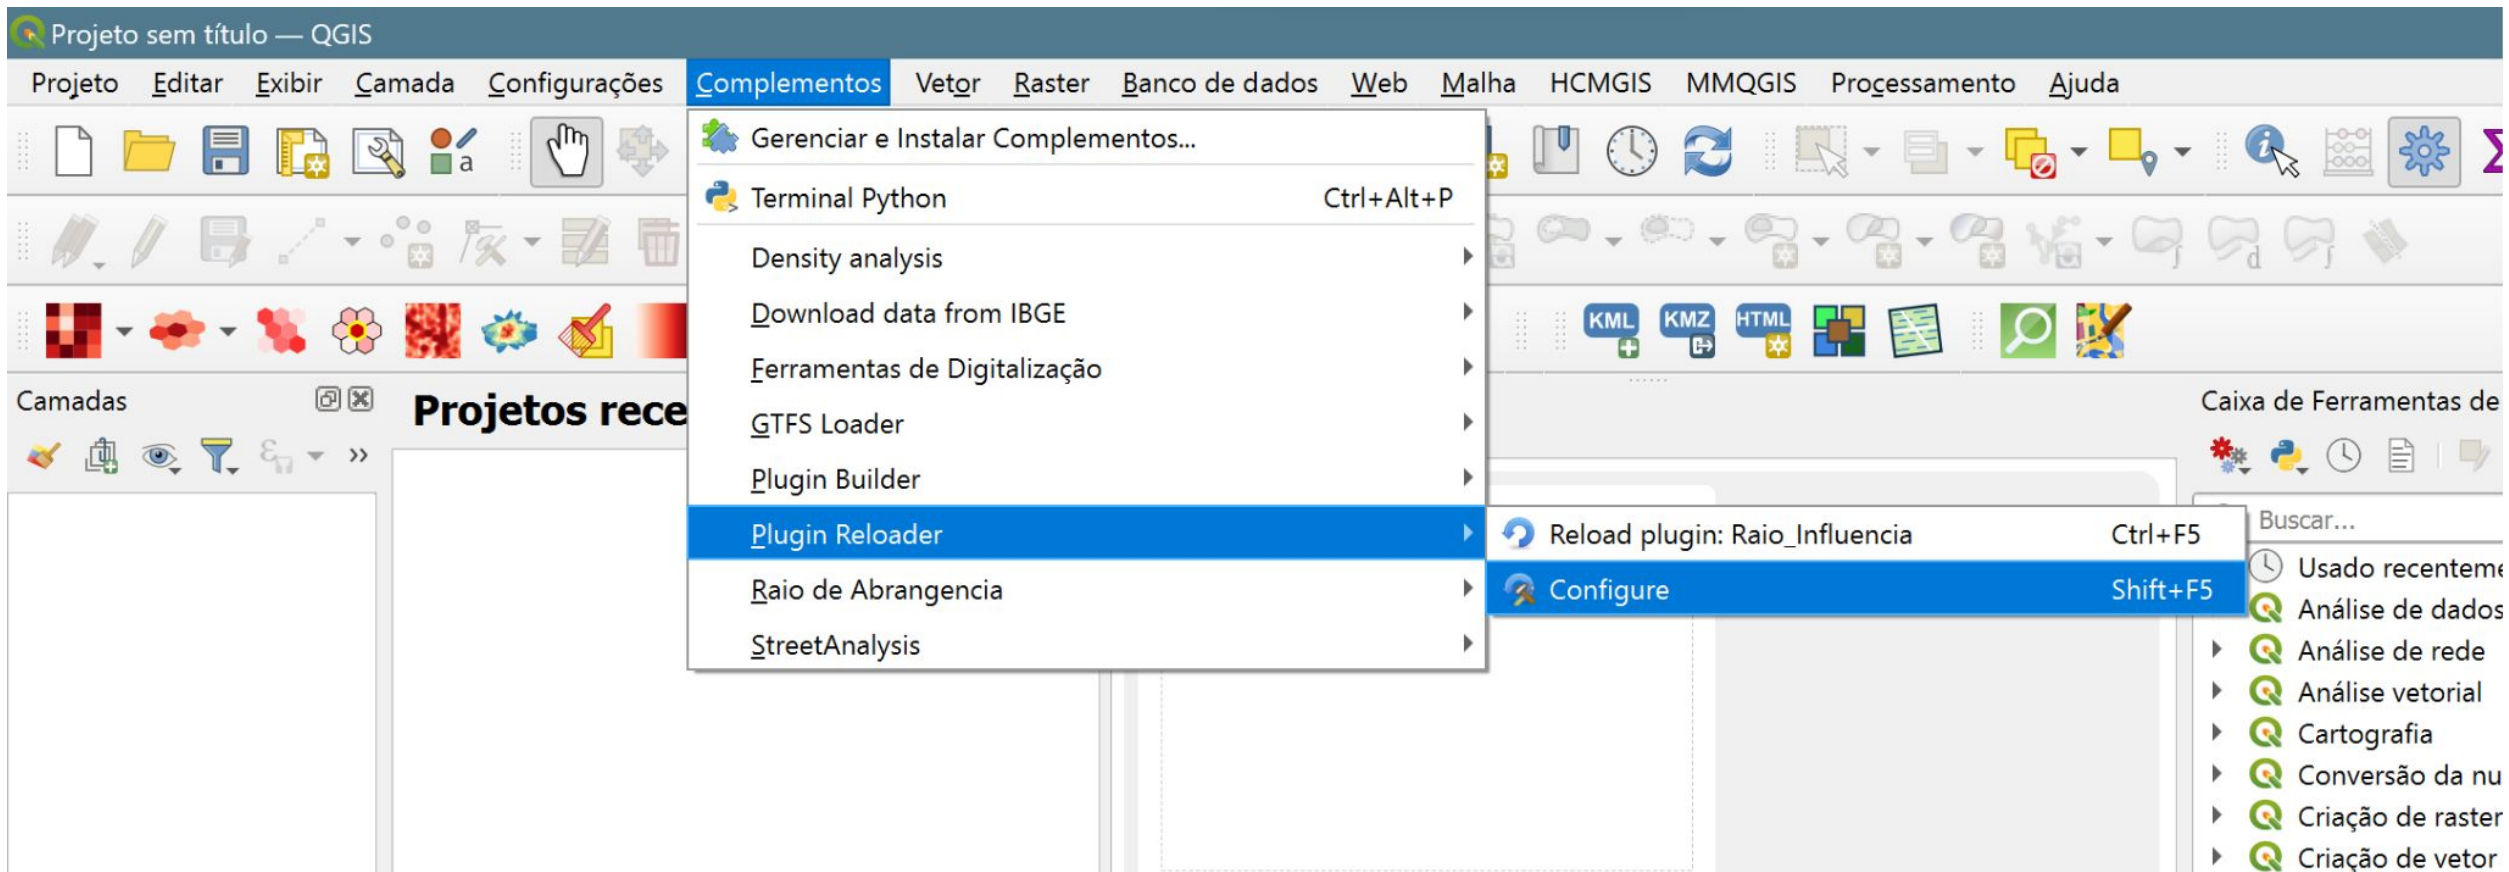 Projeto sem título — QGIS
Projeto Editar Exibir Camada Configurações Complementos Vetor Raster Banco de dados Web Malha HCMGIS MMQGIS Processamento Ajuda
Gerenciar e Instalar Complementos...
Terminal Python Ctrl+Alt+P
Density analysis
Download data from IBGE
Ferramentas de Digitalização
GTFS Loader
Plugin Builder
Plugin Reloader
Raio de Abrangencia
StreetAnalysis
Reload plugin: Raio_Influencia Ctrl+F5
Configure Shift+F5
a
KML
KMZ
HTML
Camadas
Projetos rece
Caixa de Ferramentas de
Buscar...
Usado recenteme
Análise de dados
Análise de rede
Análise vetorial
Cartografia
Conversão da nu
Criação de raster
Criação de vetor